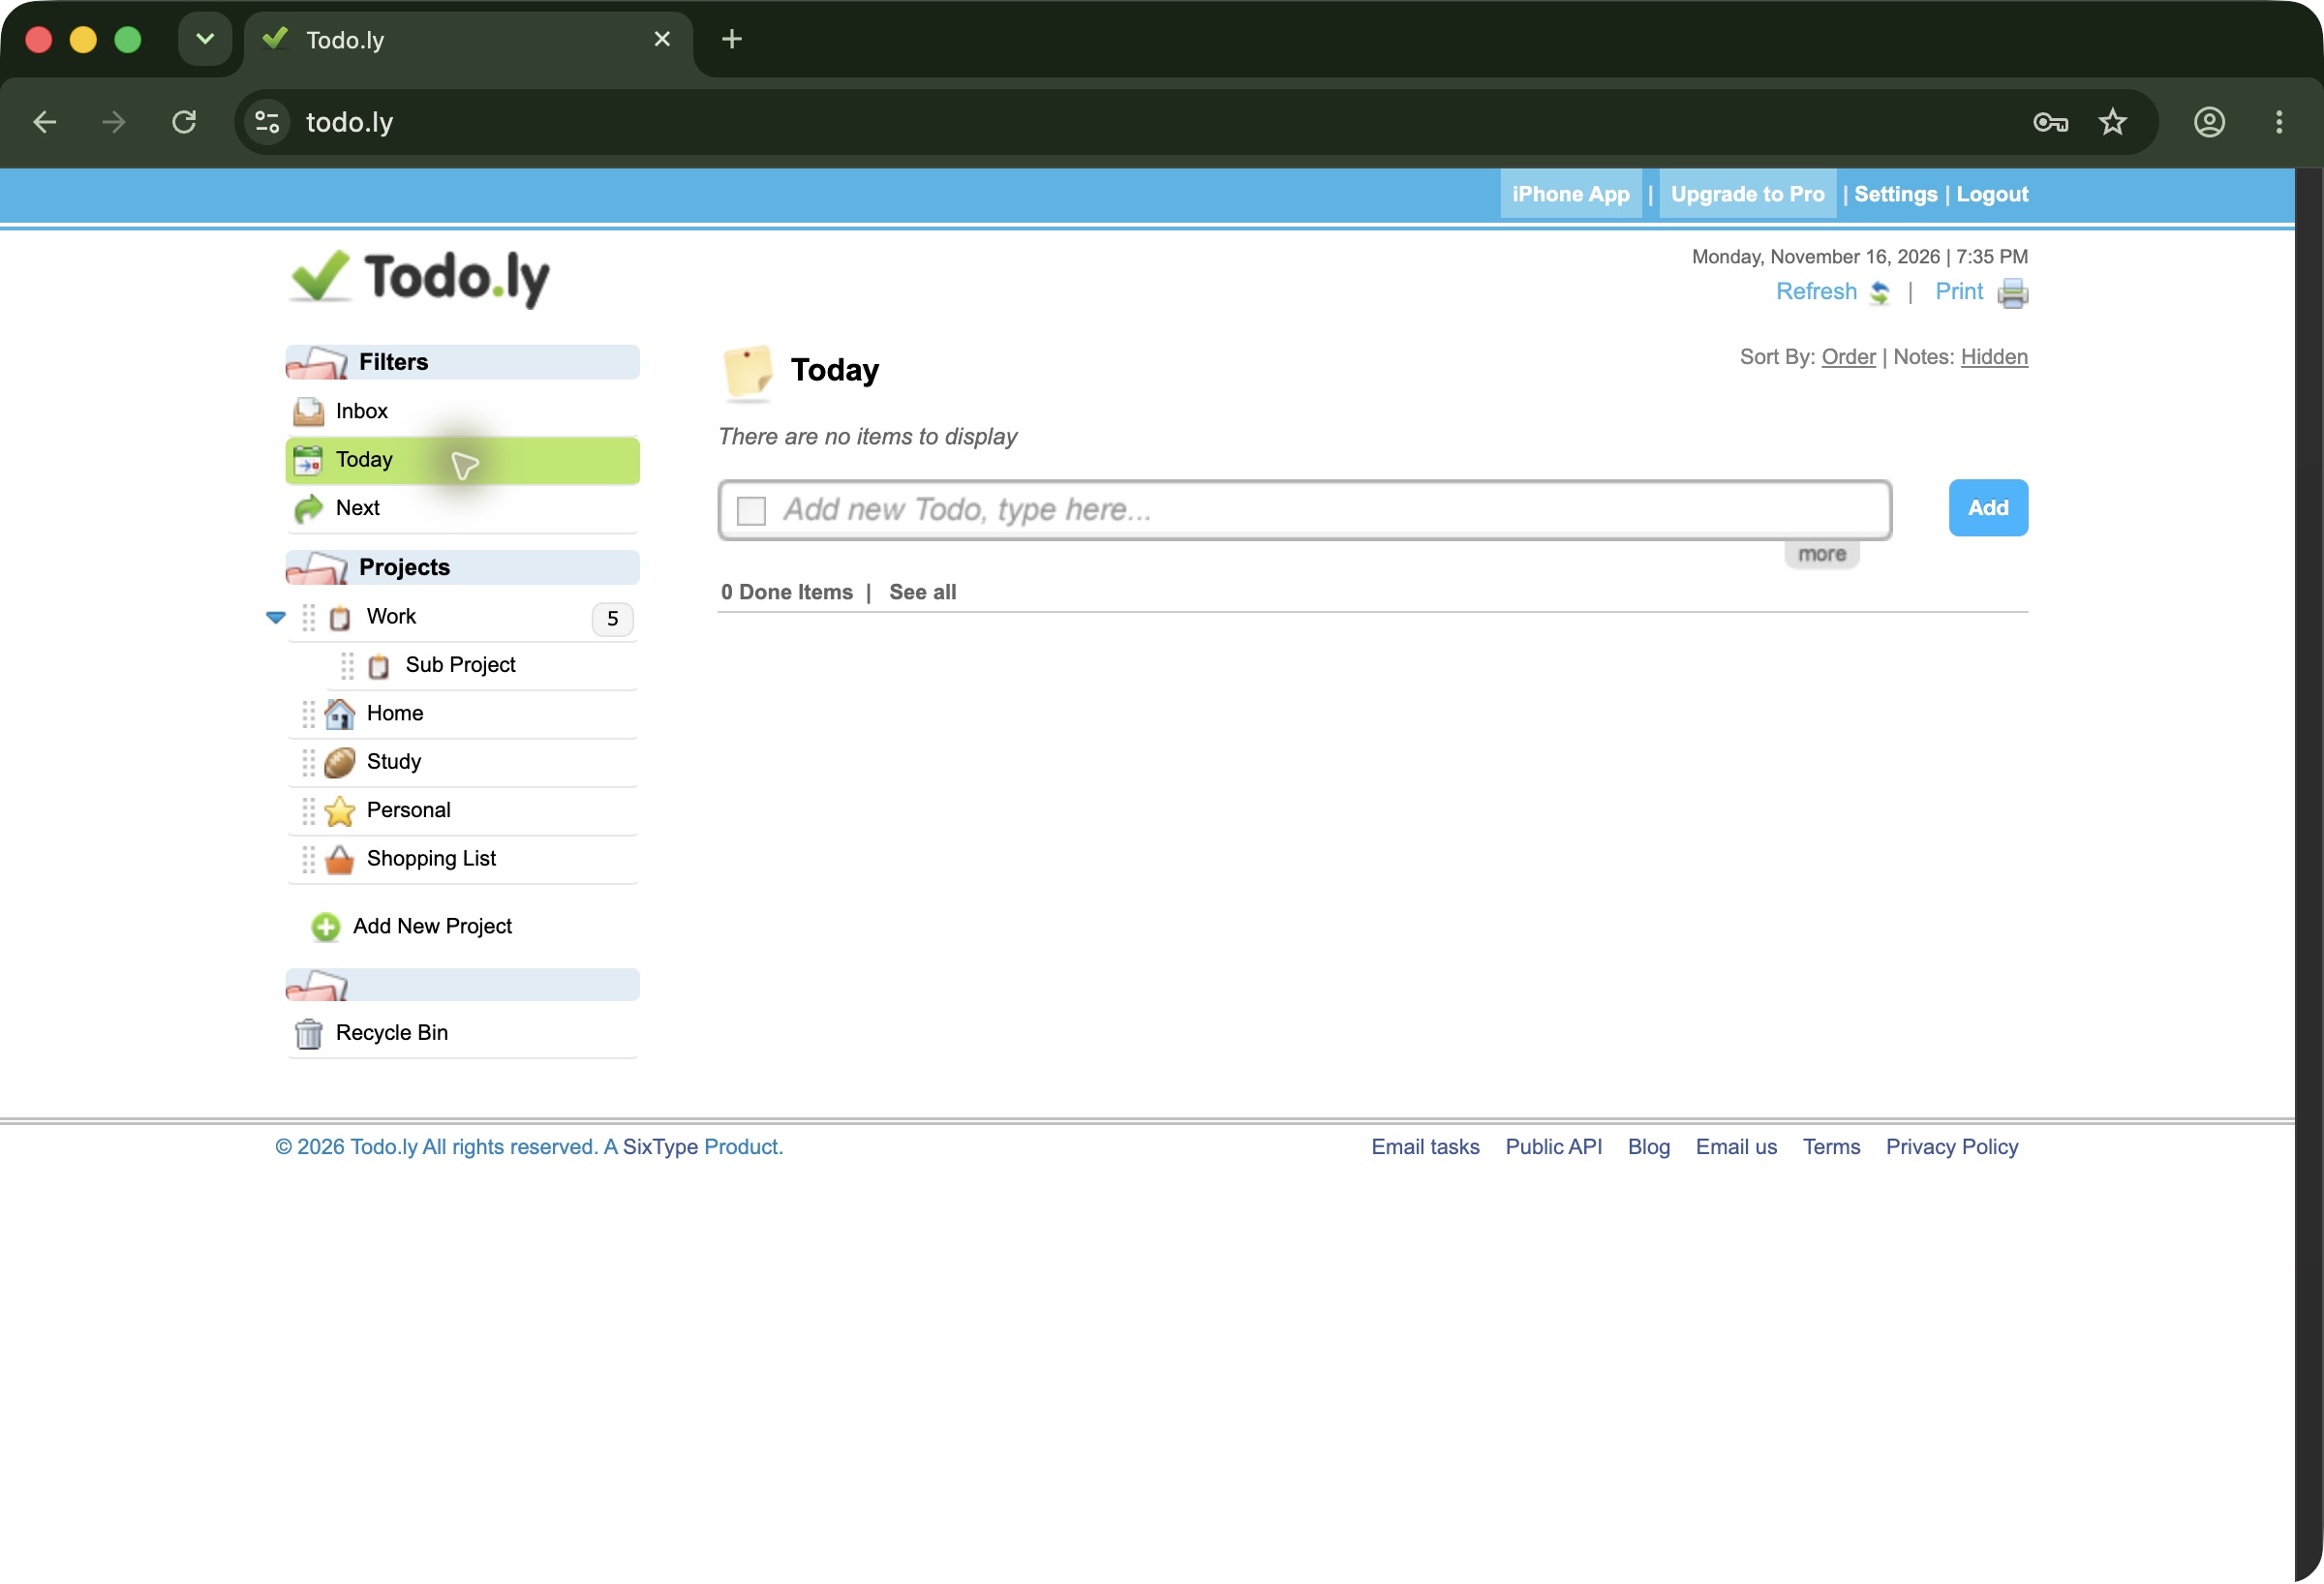 Todo.ly
todo.ly
iPhone App | Upgrade to Pro | Settings | Logout
Todo.ly
Monday, November 16, 2026 | 7:35 PM
Refresh | Print
Filters
Inbox
Today
Next
Projects
Work 5
Sub Project
Home
Study
Personal
Shopping List
Add New Project
Recycle Bin
Today
Sort By: Order | Notes: Hidden
There are no items to display
Add new Todo, type here...
Add
more
0 Done Items | See all
© 2026 Todo.ly All rights reserved. A SixType Product.
Email tasks Public API Blog Email us Terms Privacy Policy